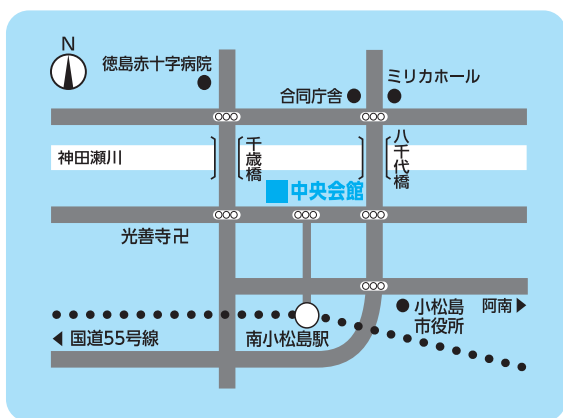 N
徳島赤十字病院
ミリカホール
合同庁舎
神田瀬川
千歳橋
八千代橋
中央会館
光善寺卍
小松島
市役所
阿南
国道55号線
南小松島駅